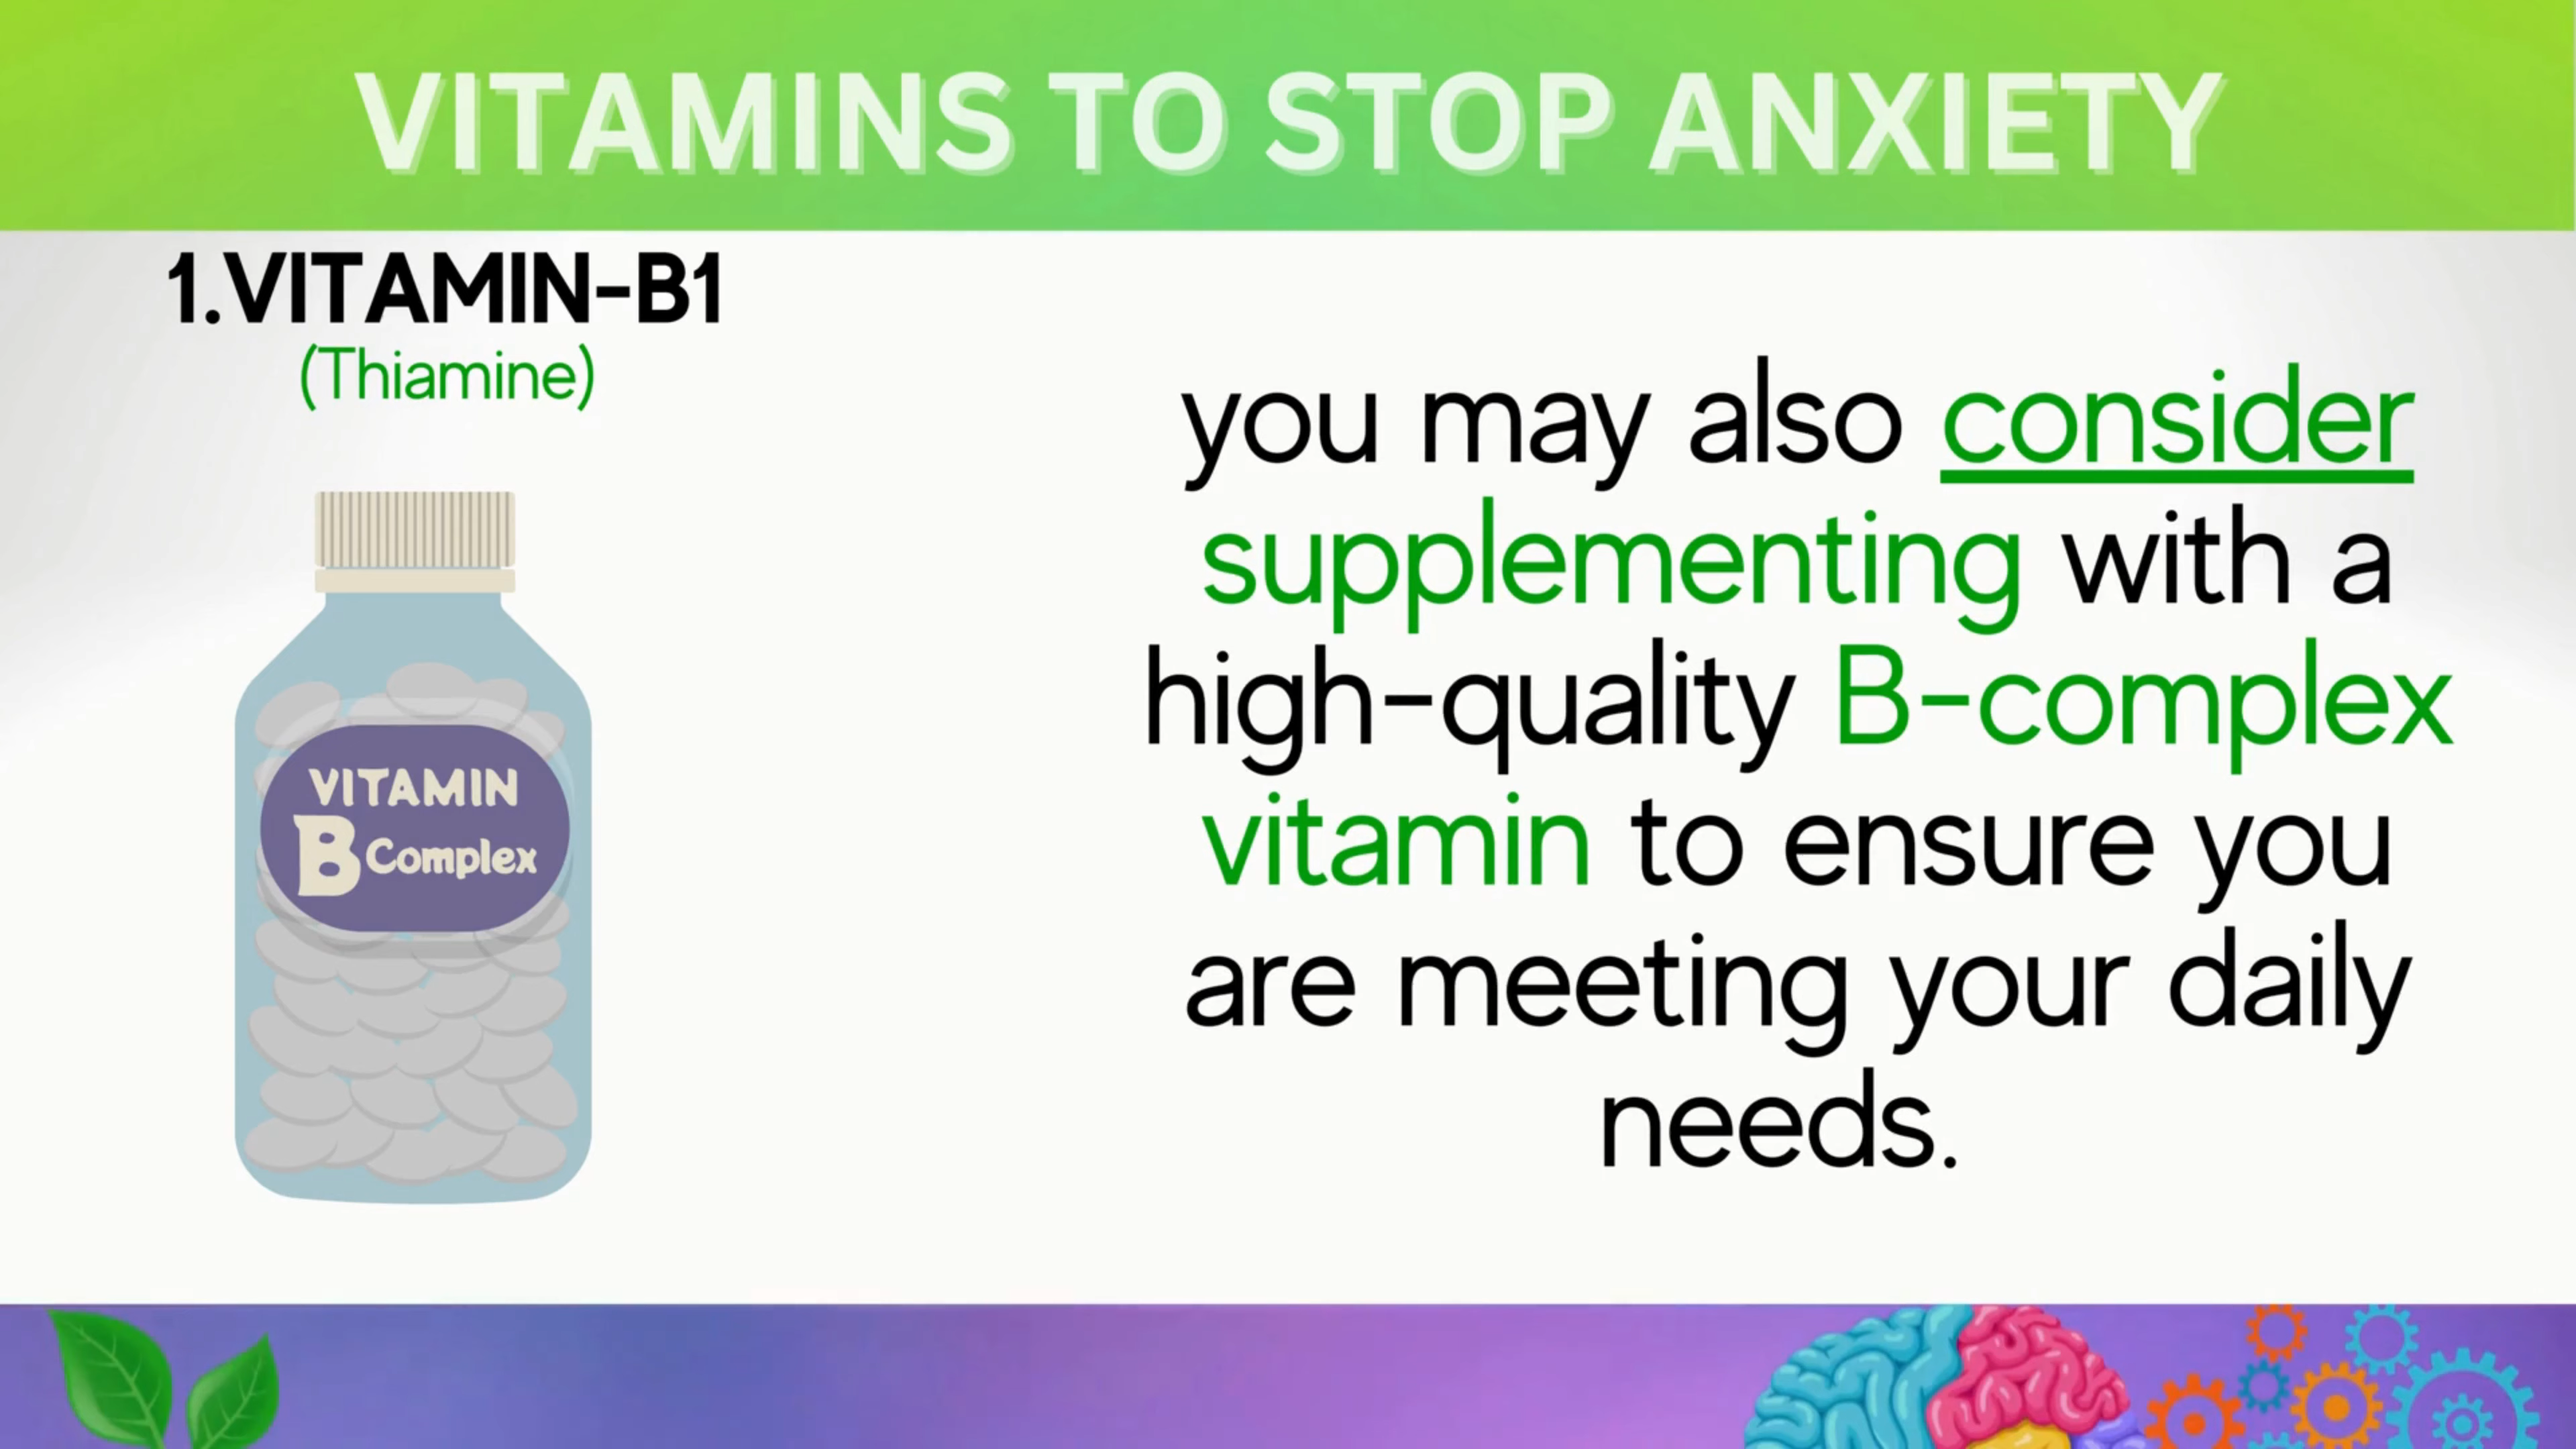 VITAMINS TO STOP ANXIETY
1.VITAMIN-B1
(Thiamine)
VITAMIN
B Complex
you may also consider
supplementing with a
high-quality B-complex
vitamin to ensure you
are meeting your daily
needs.